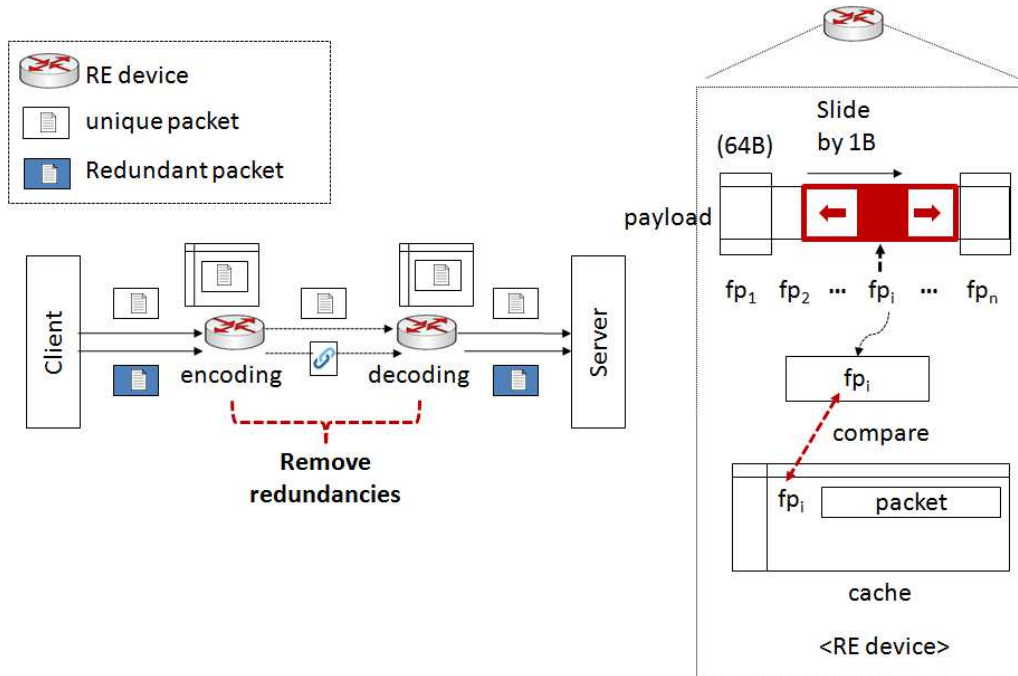 RE device
unique packet
Redundant packet
Client
encoding
decoding
Server
Remove
redundancies
Slide
by 1B
(64B)
payload
fp1 fp2 ... fpi ... fpn
fpi
compare
fpi packet
cache
<RE device>